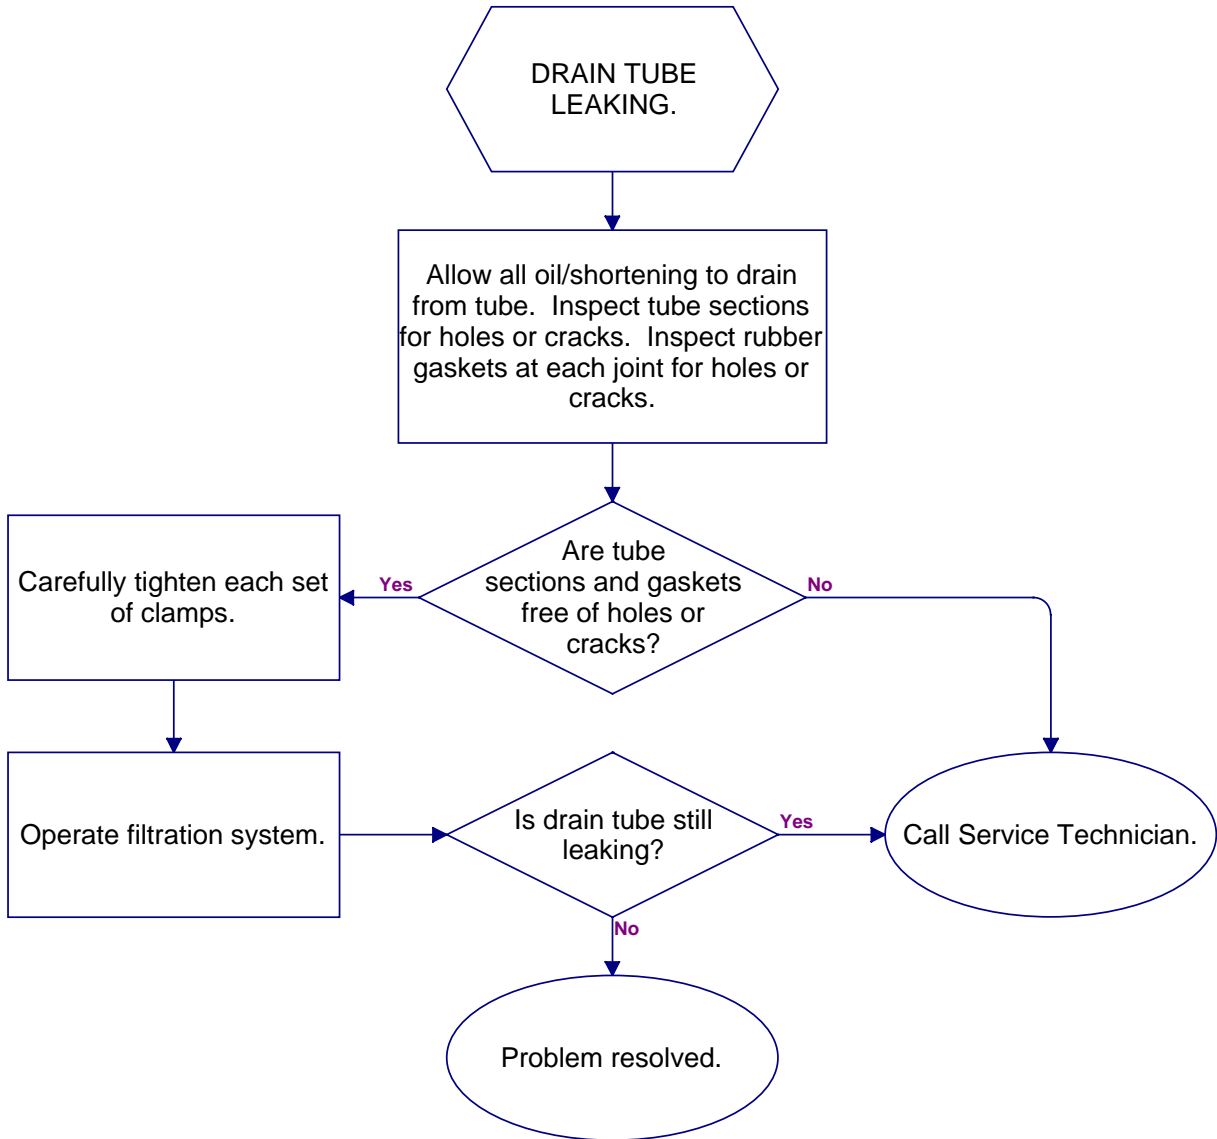 DRAIN TUBE
LEAKING.
Allow all oil/shortening to drain
from tube.  Inspect tube sections
for holes or cracks.  Inspect rubber
gaskets at each joint for holes or
cracks.
Are tube
sections and gaskets
free of holes or
cracks?
Yes
No
Carefully tighten each set
of clamps.
Operate filtration system.
Is drain tube still
leaking?
Yes
No
Call Service Technician.
Problem resolved.